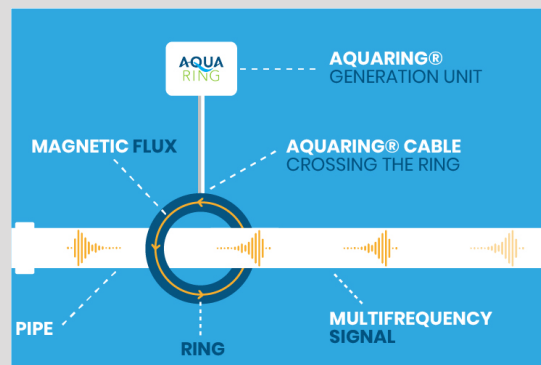 AQUA
RING
AQUARING®
GENERATION UNIT
MAGNETIC FLUX
AQUARING® CABLE
CROSSING THE RING
PIPE
RING
MULTIFREQUENCY
SIGNAL